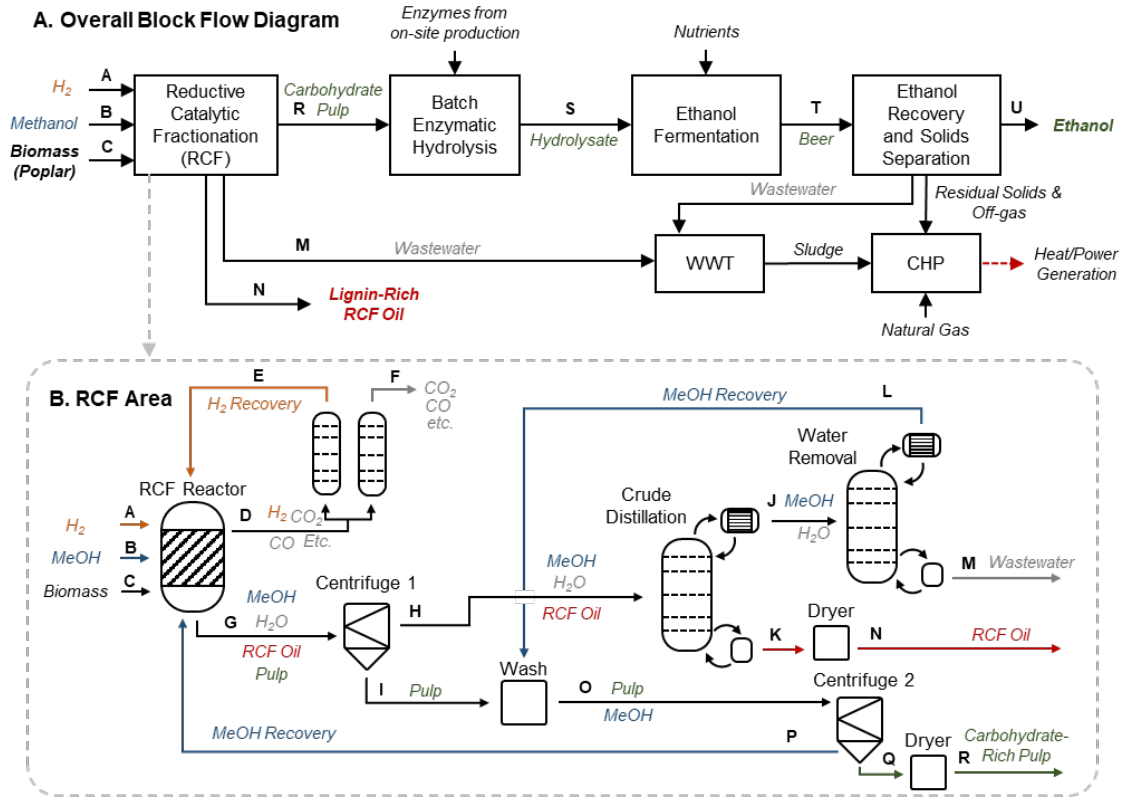 A. Overall Block Flow Diagram
Enzymes from
on-site production
Nutrients
H2
A
Methanol
B
Biomass
(Poplar)
C
Reductive
Catalytic
Fractionation
(RCF)
Carbohydrate
R Pulp
Batch
Enzymatic
Hydrolysis
S
Hydrolysate
Ethanol
Fermentation
T
Beer
Ethanol
Recovery
and Solids
Separation
U
Ethanol
Wastewater
Residual Solids &
Off-gas
M
Wastewater
WWT
Sludge
CHP
Heat/Power
Generation
N
Lignin-Rich
RCF Oil
Natural Gas
B. RCF Area
E
H2 Recovery
F
CO2
CO
etc.
MeOH Recovery
L
Water
Removal
RCF Reactor
H2
A
MeOH
B
Biomass
C
D
H2 CO2
CO Etc.
Crude
Distillation
J MeOH
H2O
M Wastewater
Centrifuge 1
G
MeOH
H2O
RCF Oil
Pulp
H
MeOH
H2O
RCF Oil
K
Dryer
N
RCF Oil
I Pulp
Wash
O Pulp
MeOH
Centrifuge 2
MeOH Recovery
P
Q
Dryer
R
Carbohydrate-
Rich Pulp